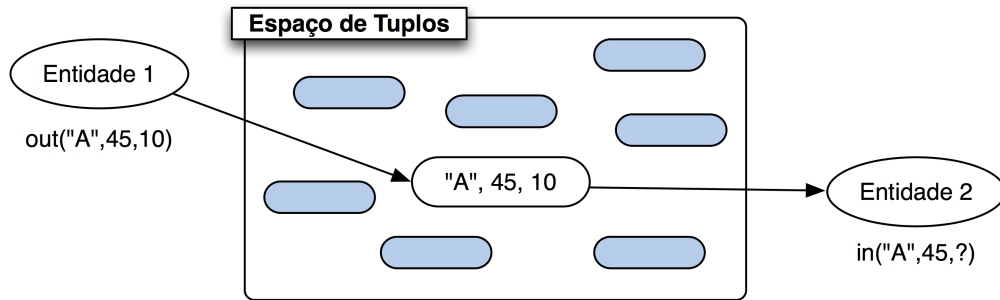 Espaço de Tuplos
Entidade 1
out("A",45,10)
"A", 45, 10
Entidade 2
in("A",45,?)